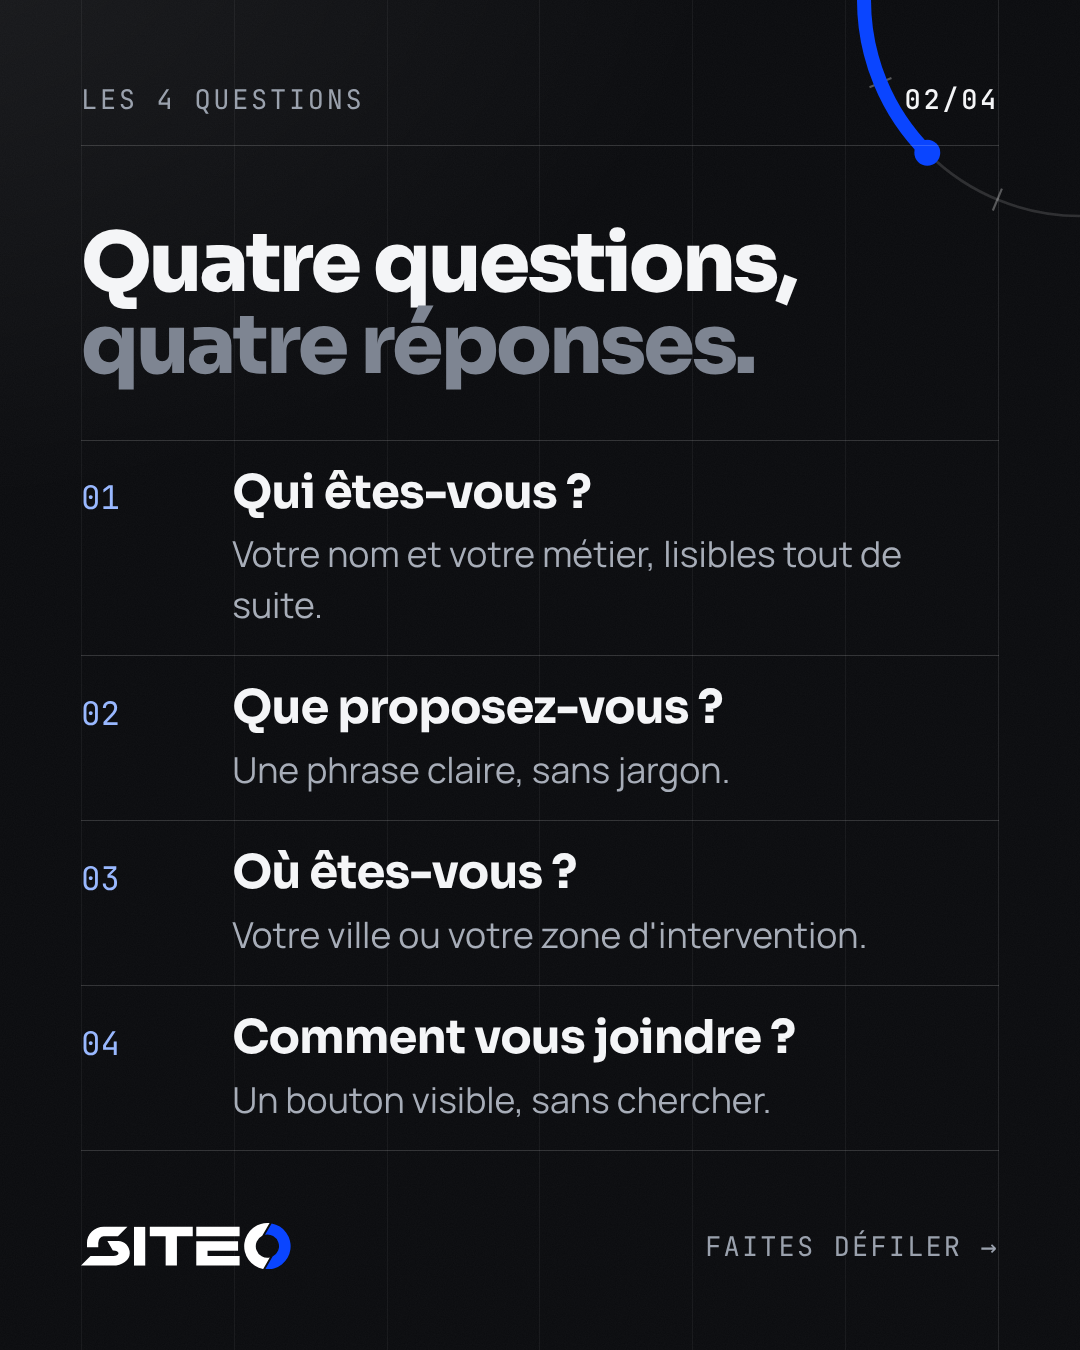 LES 4 QUESTIONS
02/04
Quatre questions,
quatre réponses.
01
Qui êtes-vous ?
Votre nom et votre métier, lisibles tout de
suite.
02
Que proposez-vous ?
Une phrase claire, sans jargon.
03
Où êtes-vous ?
Votre ville ou votre zone d'intervention.
04
Comment vous joindre ?
Un bouton visible, sans chercher.
SITEO
FAITES DÉFILER →